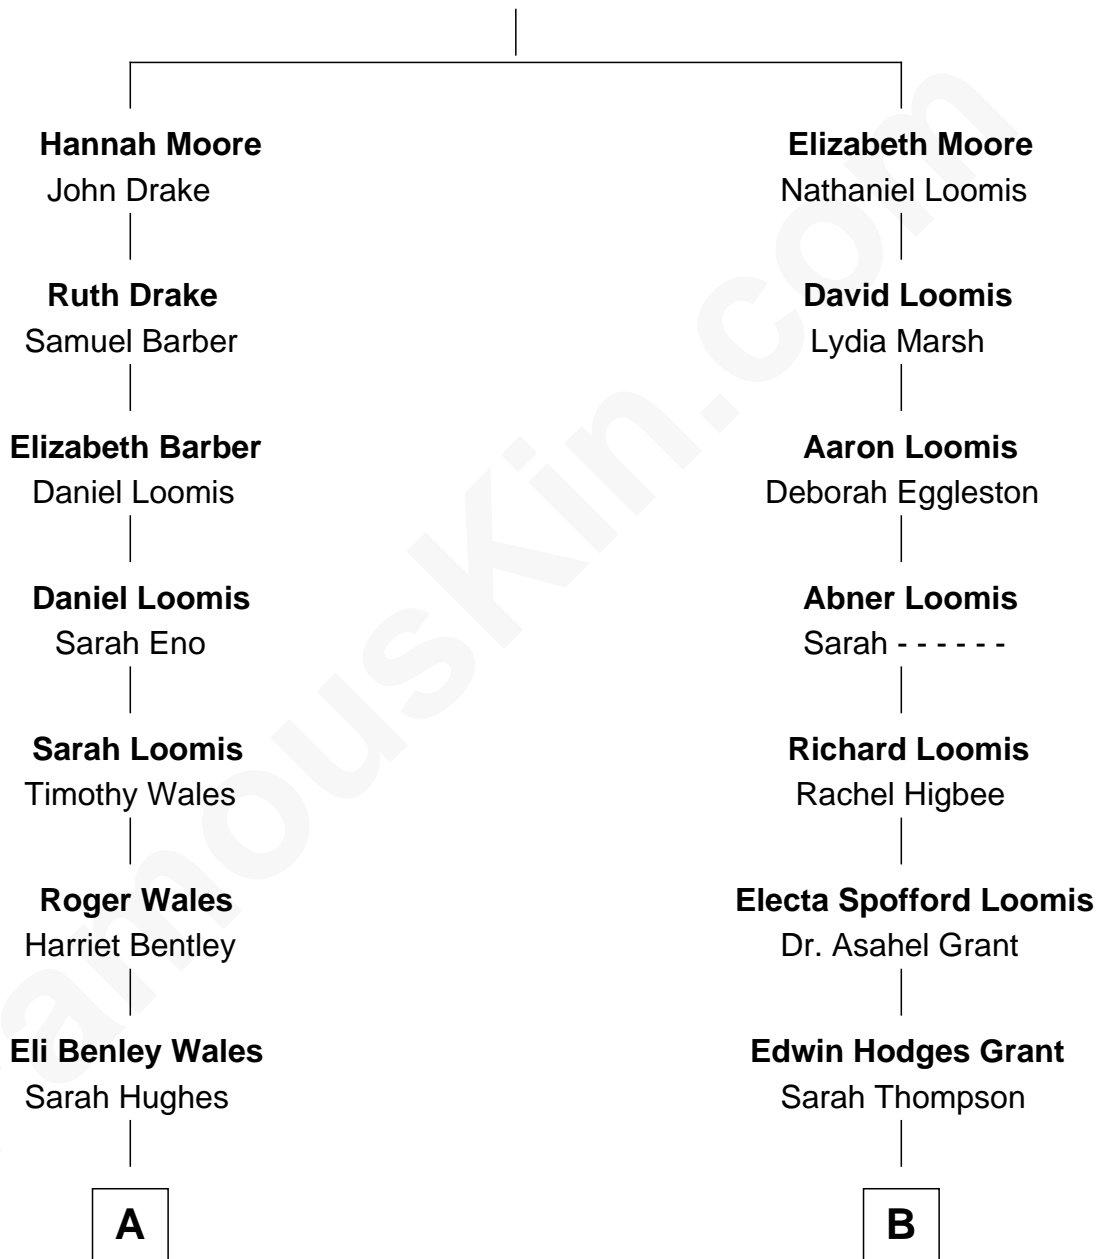 Hannah Moore
John Drake
Ruth Drake
Samuel Barber
Elizabeth Barber
Daniel Loomis
Daniel Loomis
Sarah Eno
Sarah Loomis
Timothy Wales
Roger Wales
Harriet Bentley
Eli Benley Wales
Sarah Hughes
A
Elizabeth Moore
Nathaniel Loomis
David Loomis
Lydia Marsh
Aaron Loomis
Deborah Eggleston
Abner Loomis
Sarah - - - - - -
Richard Loomis
Rachel Higbee
Electa Spofford Loomis
Dr. Asahel Grant
Edwin Hodges Grant
Sarah Thompson
B
amousKin.com